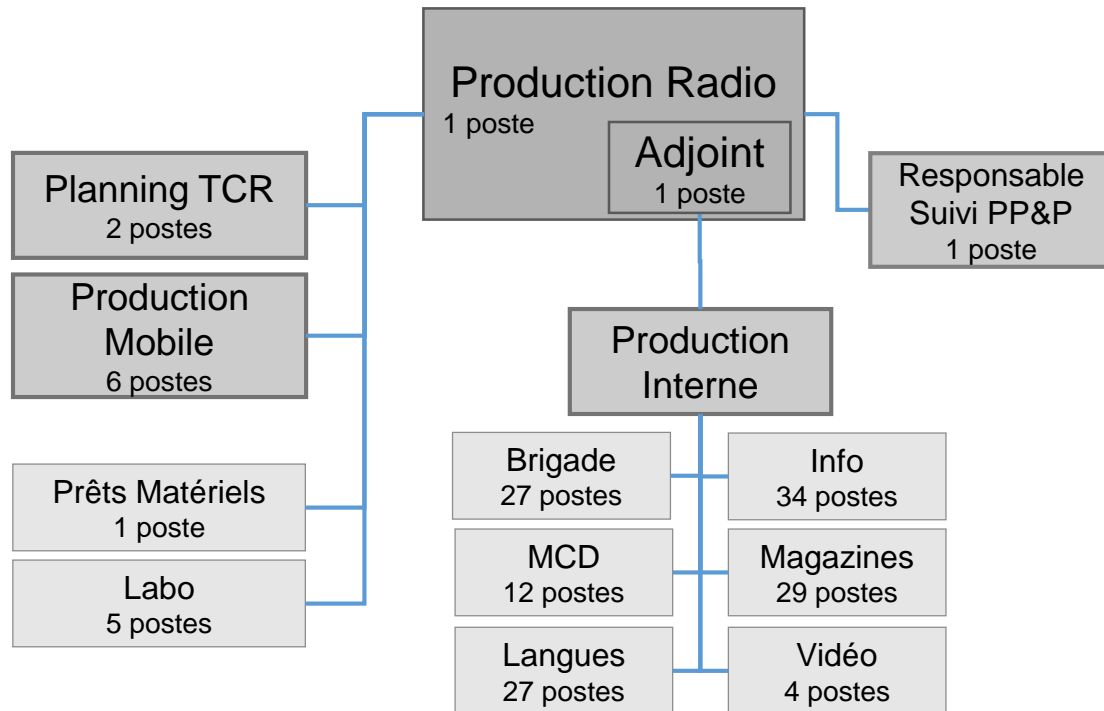 Production Radio
1 poste
Adjoint
1 poste
Planning TCR
2 postes
Responsable
Suivi PP&P
1 poste
Production
Mobile
6 postes
Production
Interne
Prêts Matériels
1 poste
Labo
5 postes
Brigade
27 postes
Info
34 postes
MCD
12 postes
Magazines
29 postes
Langues
27 postes
Vidéo
4 postes